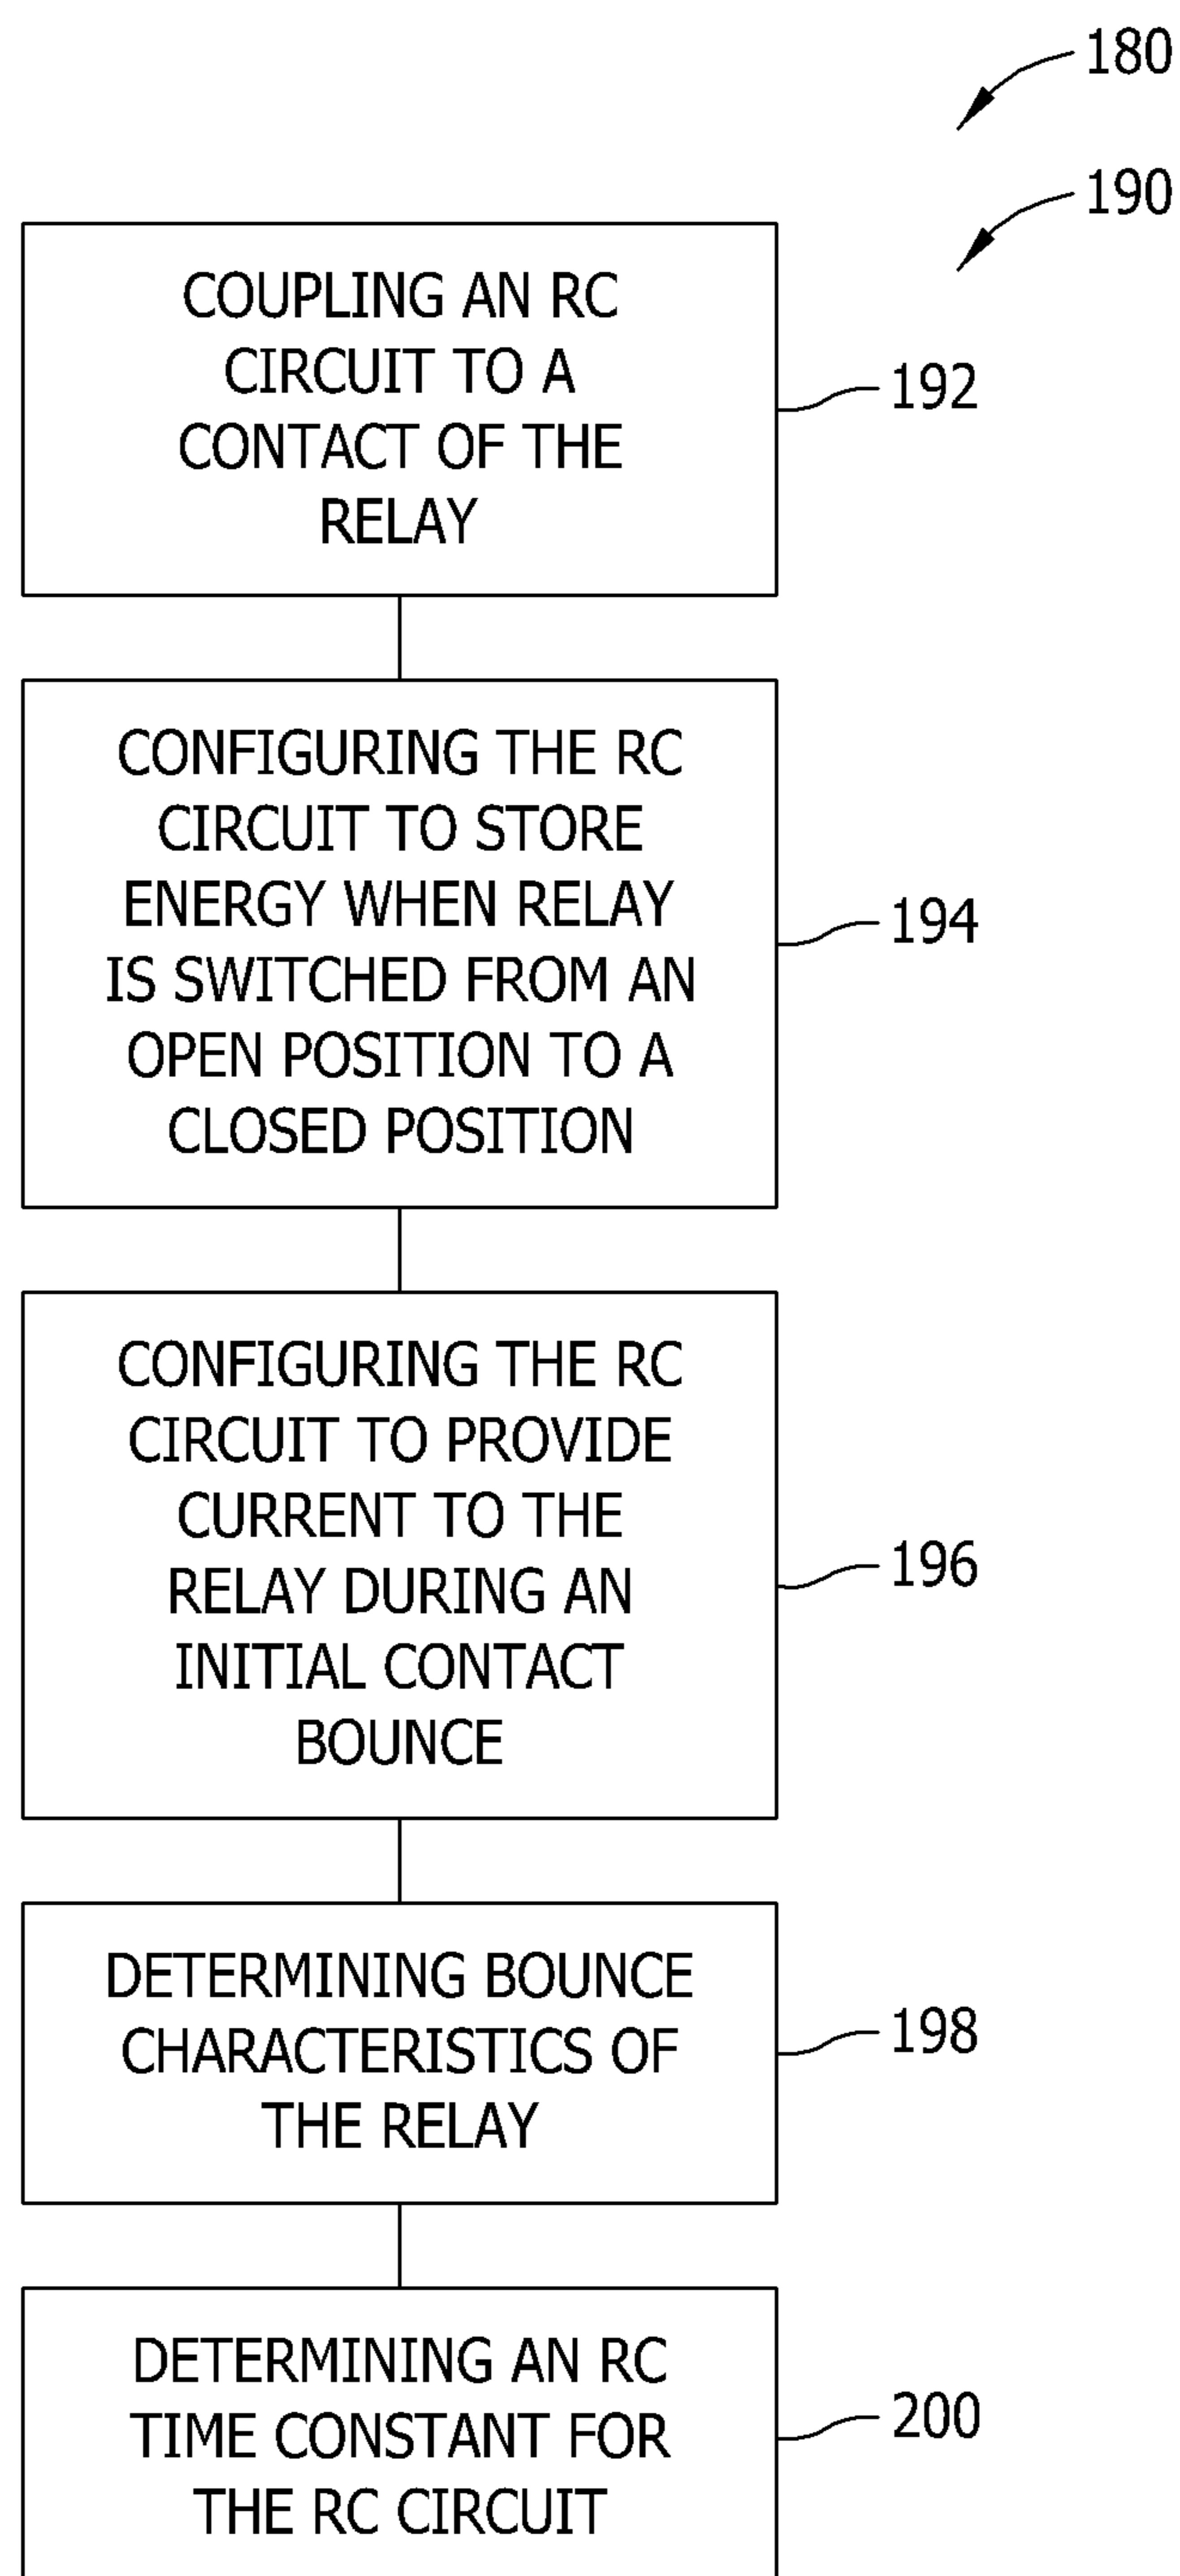 180
190
COUPLING AN RC
CIRCUIT TO A
CONTACT OF THE
RELAY
192
CONFIGURING THE RC
CIRCUIT TO STORE
ENERGY WHEN RELAY
IS SWITCHED FROM AN
OPEN POSITION TO A
CLOSED POSITION
194
CONFIGURING THE RC
CIRCUIT TO PROVIDE
CURRENT TO THE
RELAY DURING AN
INITIAL CONTACT
BOUNCE
196
DETERMINING BOUNCE
CHARACTERISTICS OF
THE RELAY
198
DETERMINING AN RC
TIME CONSTANT FOR
THE RC CIRCUIT
200